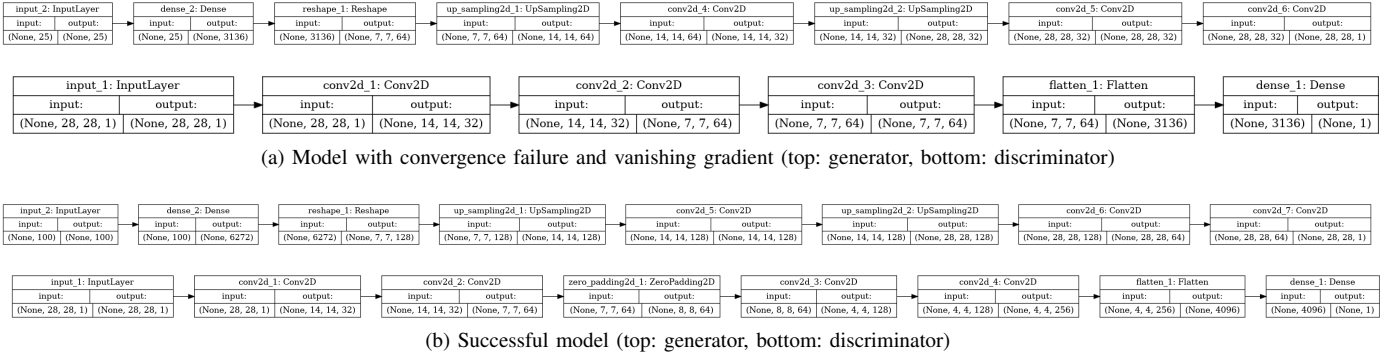 input_2: InputLayer dense_2: Dense reshape_1: Reshape up_sampling2d_1: UpSampling2D conv2d_4: Conv2D up_sampling2d_2: UpSampling2D conv2d_5: Conv2D conv2d_6: Conv2D
input: output: input: output: input: output: input: output: input: output: input: output: input: output: input: output:
(None, 25) (None, 25) (None, 25) (None, 3136) (None, 3136) (None, 7, 7, 64) (None, 7, 7, 64) (None, 14, 14, 64) (None, 14, 14, 64) (None, 14, 14, 32) (None, 14, 14, 32) (None, 28, 28, 32) (None, 28, 28, 32) (None, 28, 28, 32) (None, 28, 28, 32) (None, 28, 28, 1)
input_1: InputLayer conv2d_1: Conv2D conv2d_2: Conv2D conv2d_3: Conv2D flatten_1: Flatten dense_1: Dense
input: output: input: output: input: output: input: output: input: output: input: output:
(None, 28, 28, 1) (None, 28, 28, 1) (None, 28, 28, 1) (None, 14, 14, 32) (None, 14, 14, 32) (None, 7, 7, 64) (None, 7, 7, 64) (None, 7, 7, 64) (None, 7, 7, 64) (None, 3136) (None, 3136) (None, 1)
(a) Model with convergence failure and vanishing gradient (top: generator, bottom: discriminator)
input_2: InputLayer dense_2: Dense reshape_1: Reshape up_sampling2d_1: UpSampling2D conv2d_5: Conv2D up_sampling2d_2: UpSampling2D conv2d_6: Conv2D conv2d_7: Conv2D
input: output: input: output: input: output: input: output: input: output: input: output: input: output: input: output:
(None, 100) (None, 100) (None, 100) (None, 6272) (None, 6272) (None, 7, 7, 128) (None, 7, 7, 128) (None, 14, 14, 128) (None, 14, 14, 128) (None, 14, 14, 128) (None, 14, 14, 128) (None, 28, 28, 128) (None, 28, 28, 128) (None, 28, 28, 64) (None, 28, 28, 64) (None, 28, 28, 1)
input_1: InputLayer conv2d_1: Conv2D conv2d_2: Conv2D zero_padding2d_1: ZeroPadding2D conv2d_3: Conv2D conv2d_4: Conv2D flatten_1: Flatten dense_1: Dense
input: output: input: output: input: output: input: output: input: output: input: output: input: output: input: output:
(None, 28, 28, 1) (None, 28, 28, 1) (None, 28, 28, 1) (None, 14, 14, 32) (None, 14, 14, 32) (None, 7, 7, 64) (None, 7, 7, 64) (None, 8, 8, 64) (None, 8, 8, 64) (None, 4, 4, 128) (None, 4, 4, 128) (None, 4, 4, 256) (None, 4, 4, 256) (None, 4096) (None, 4096) (None, 1)
(b) Successful model (top: generator, bottom: discriminator)